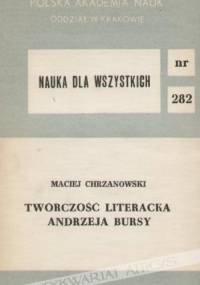 POLSKA AKADEMIA NAUK
ODDZIAŁ W KRAKOWIE
NAUKA DLA WSZYSTKICH
nr
282
MACIEJ CHRZANOWSKI
TWÓRCZOŚĆ LITERACKA
ANDRZEJA BURSY